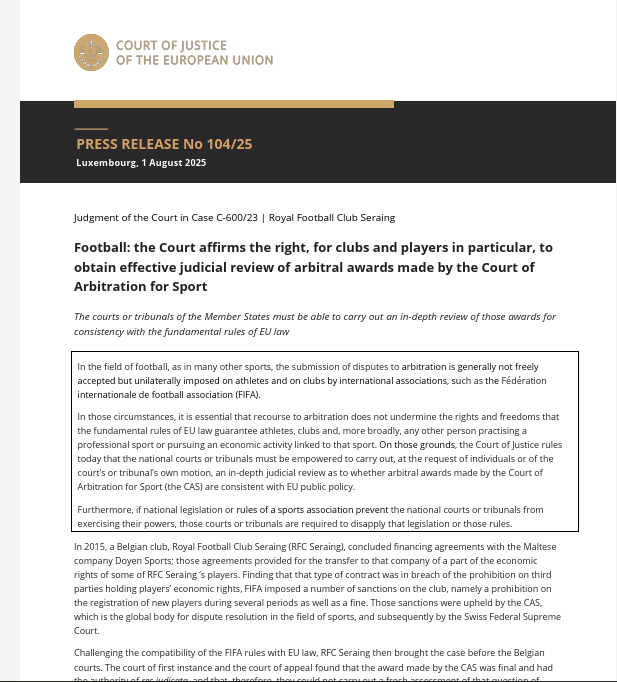 COURT OF JUSTICE
OF THE EUROPEAN UNION
PRESS RELEASE No 104/25
Luxembourg, 1 August 2025
Judgment of the Court in Case C-600/23 | Royal Football Club Seraing
Football: the Court affirms the right, for clubs and players in particular, to
obtain effective judicial review of arbitral awards made by the Court of
Arbitration for Sport
The courts or tribunals of the Member States must be able to carry out an in-depth review of those awards for
consistency with the fundamental rules of EU law
In the field of football, as in many other sports, the submission of disputes to arbitration is generally not freely
accepted but unilaterally imposed on athletes and on clubs by international associations, such as the Fédération
internationale de football association (FIFA).
In those circumstances, it is essential that recourse to arbitration does not undermine the rights and freedoms that
the fundamental rules of EU law guarantee athletes, clubs and, more broadly, any other person practising a
professional sport or pursuing an economic activity linked to that sport. On those grounds, the Court of Justice rules
today that the national courts or tribunals must be empowered to carry out, at the request of individuals or of the
court's or tribunal's own motion, an in-depth judicial review as to whether arbitral awards made by the Court of
Arbitration for Sport (the CAS) are consistent with EU public policy.
Furthermore, if national legislation or rules of a sports association prevent the national courts or tribunals from
exercising their powers, those courts or tribunals are required to disapply that legislation or those rules.
In 2015, a Belgian club, Royal Football Club Seraing (RFC Seraing), concluded financing agreements with the Maltese
company Doyen Sports; those agreements provided for the transfer to that company of a part of the economic
rights of some of RFC Seraing 's players. Finding that that type of contract was in breach of the prohibition on third
parties holding players' economic rights, FIFA imposed a number of sanctions on the club, namely a prohibition on
the registration of new players during several periods as well as a fine. Those sanctions were upheld by the CAS,
which is the global body for dispute resolution in the field of sports, and subsequently by the Swiss Federal Supreme
Court.
Challenging the compatibility of the FIFA rules with EU law, RFC Seraing then brought the case before the Belgian
courts. The court of first instance and the court of appeal found that the award made by the CAS was final and had
the authority of res judicata, and that, therefore, they could not carry out a fresh assessment of that question of